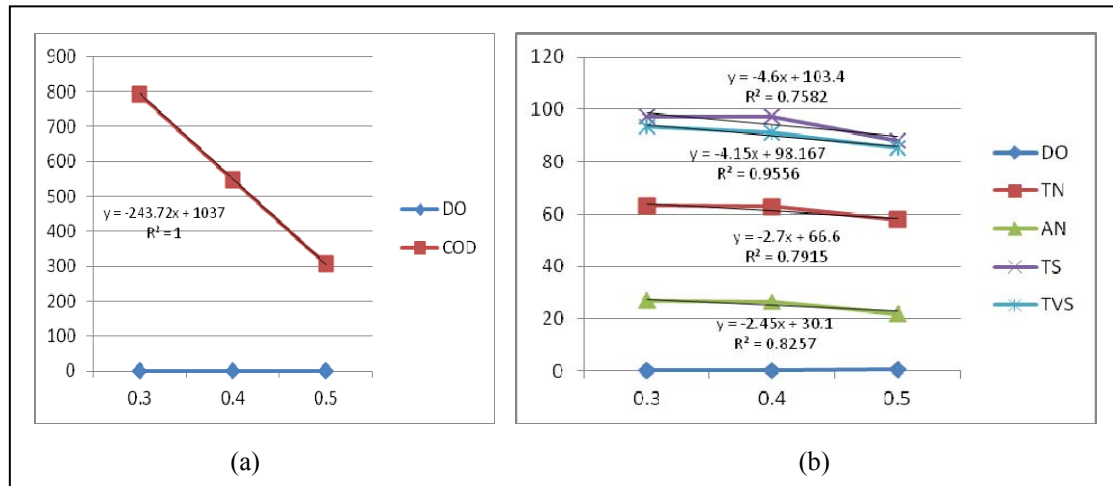 900
800
700
600
500
400
300
200
100
0
y = -243.72x + 1037
R² = 1
0.3 0.4 0.5
DO
COD
(a)
120
100
80
60
40
20
0
y = -4.6x + 103.4
R² = 0.7582
y = -4.15x + 98.167
R² = 0.9556
y = -2.7x + 66.6
R² = 0.7915
y = -2.45x + 30.1
R² = 0.8257
0.3 0.4 0.5
DO
TN
AN
TS
TVS
(b)